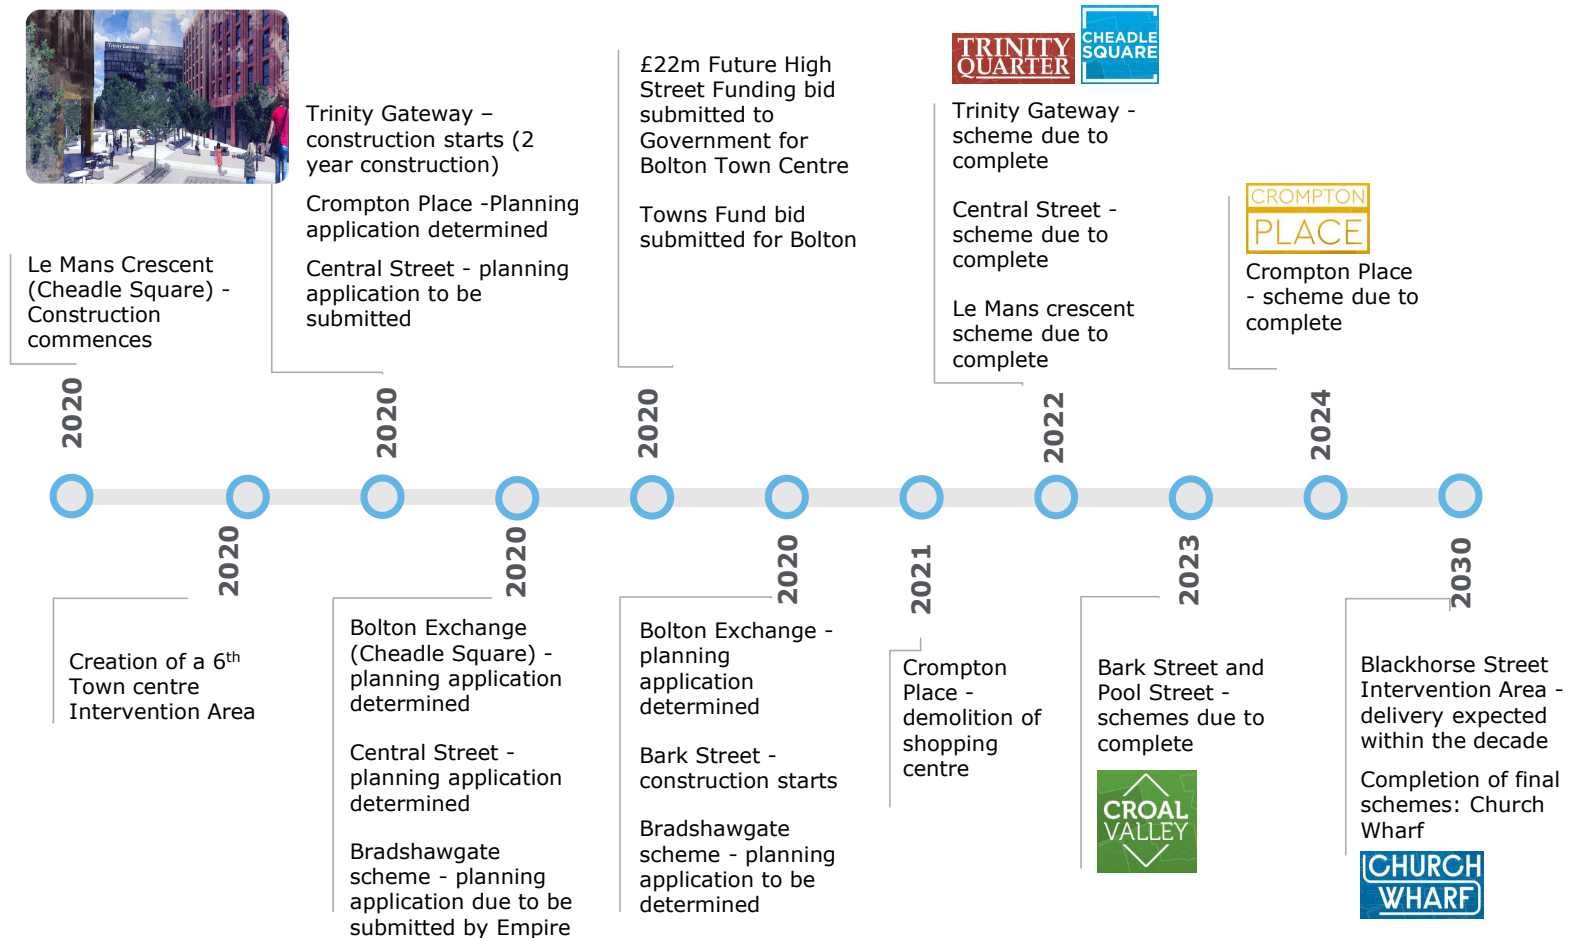 Trinity Gateway
Le Mans Crescent
(Cheadle Square) -
Construction
commences
2020
Trinity Gateway –
construction starts (2
year construction)
Crompton Place -Planning
application determined
Central Street - planning
application to be
submitted
2020
£22m Future High
Street Funding bid
submitted to
Government for
Bolton Town Centre
Towns Fund bid
submitted for Bolton
2020
TRINITY
QUARTER
CHEADLE
SQUARE
Trinity Gateway -
scheme due to
complete
Central Street -
scheme due to
complete
Le Mans crescent
scheme due to
complete
2022
CROMPTON
PLACE
Crompton Place
- scheme due to
complete
2024
2020
Creation of a 6th
Town centre
Intervention Area
2020
Bolton Exchange
(Cheadle Square) -
planning application
determined
Central Street -
planning application
determined
Bradshawgate
scheme - planning
application due to be
submitted by Empire
2020
Bolton Exchange -
planning
application
determined
Bark Street -
construction starts
Bradshawgate
scheme - planning
application to be
determined
2021
Crompton
Place -
demolition of
shopping
centre
2023
Bark Street and
Pool Street -
schemes due to
complete
CROAL
VALLEY
2030
Blackhorse Street
Intervention Area -
delivery expected
within the decade
Completion of final
schemes: Church
Wharf
CHURCH
WHARF